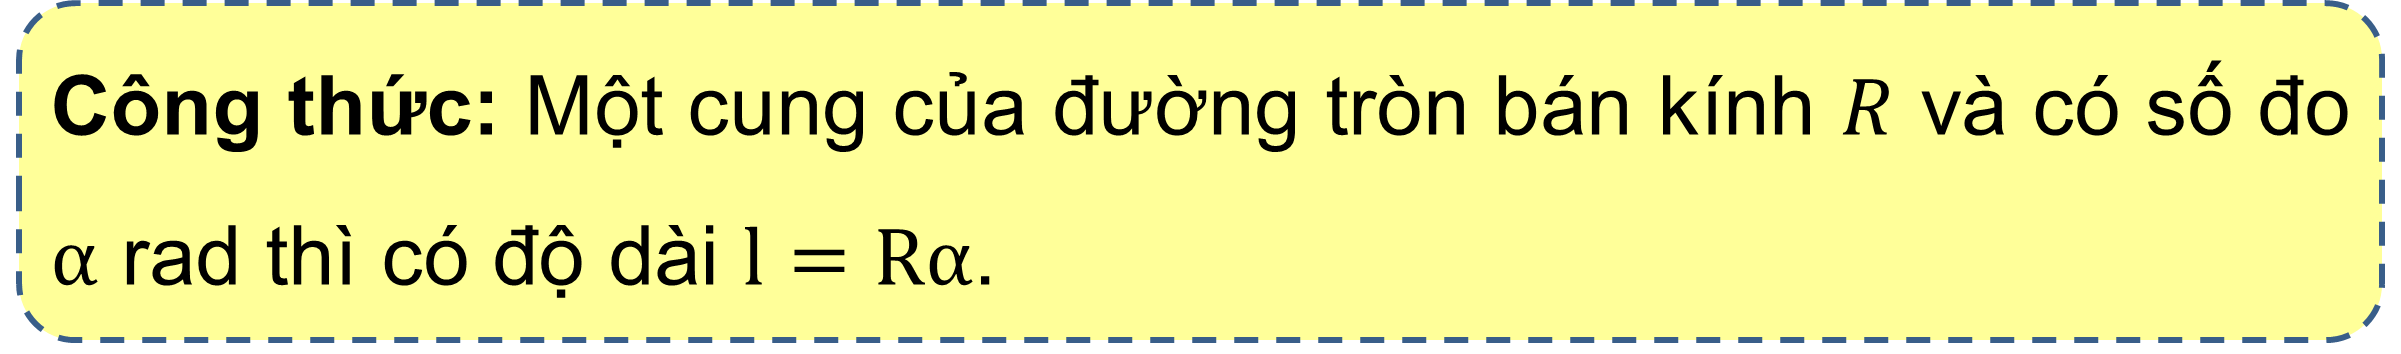 Công thức: Một cung của đường tròn bán kính R và có số đo
α rad thì có độ dài l = Rα.